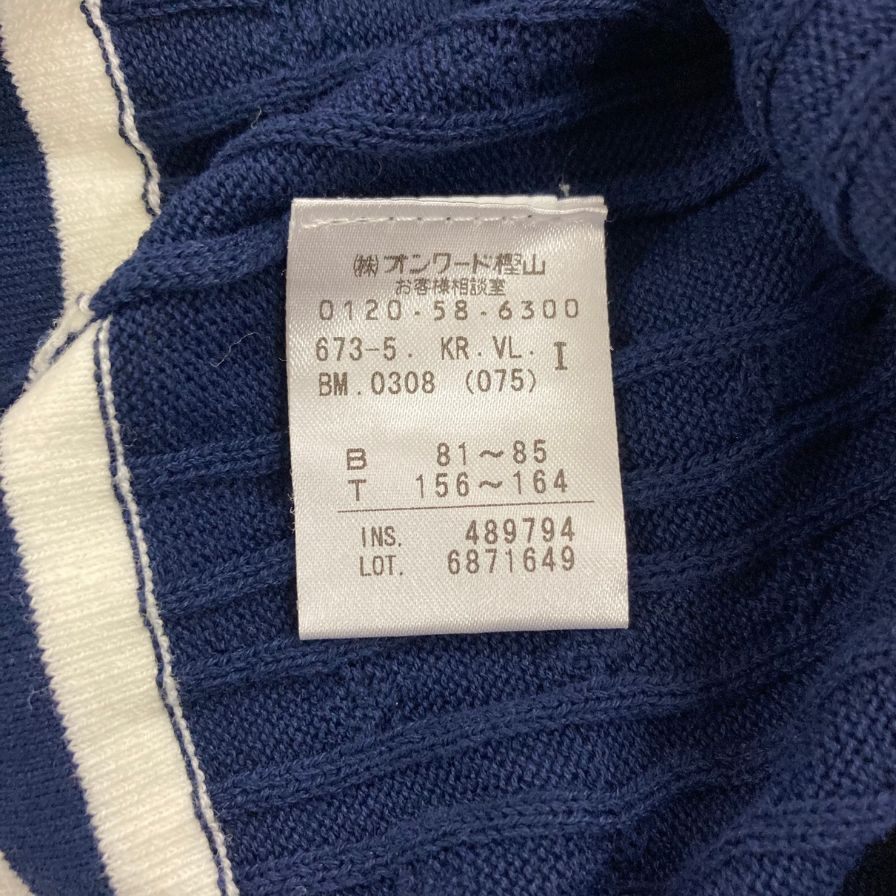 ㈱オンワード樫山
お客様相談室
0120-58-6300
673-5. KR.VL. I
BM.0308 (075)
B 81～85
T 156～164
INS. 489794
LOT. 6871649